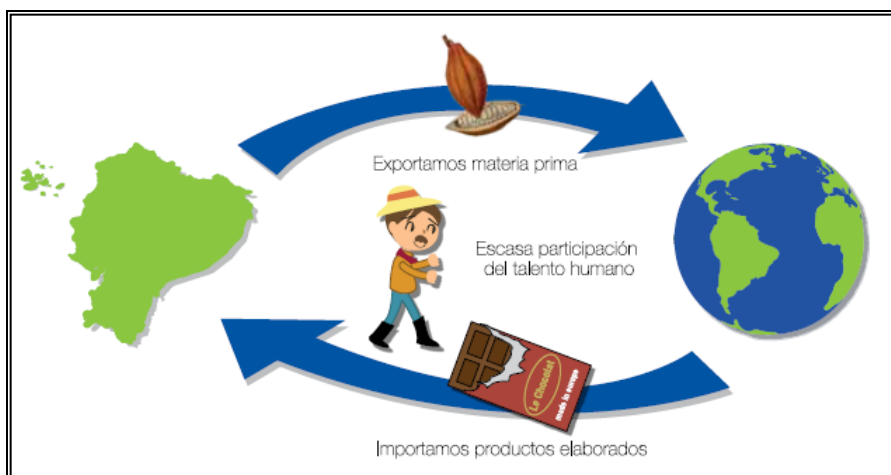 Exportamos materia prima
Escasa participación
del talento humano
Le Chocolat
made in europe
Importamos productos elaborados